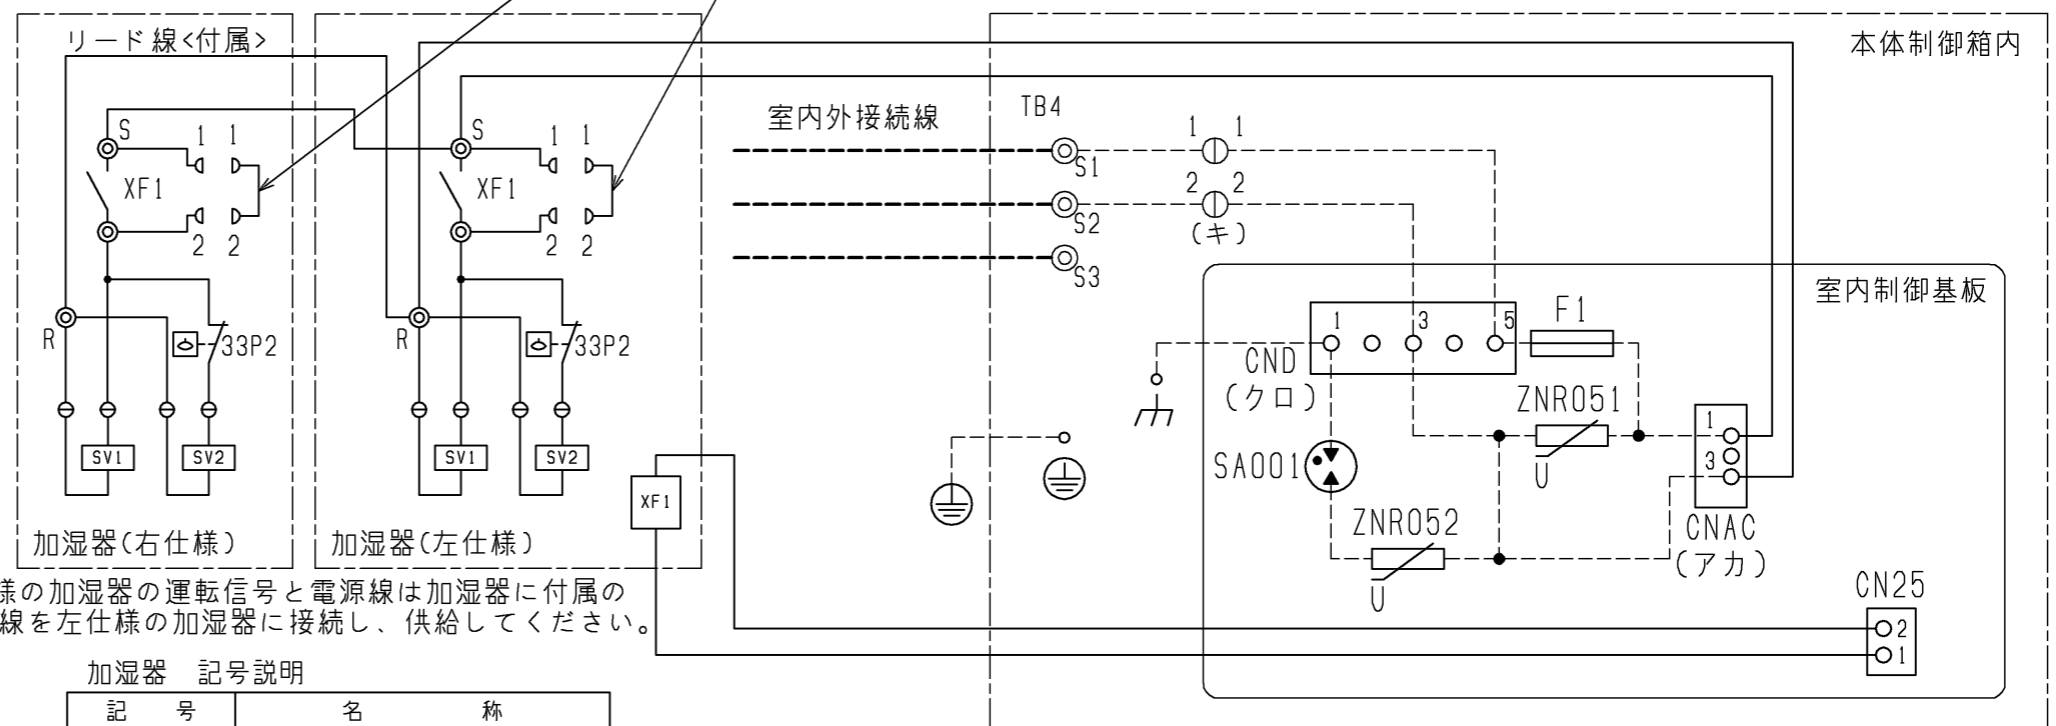 リード線<付属>
本体制御箱内
室内外接続線
TB4
S 1 1
S 1 1
1 1
S1
XF1
XF1
2 2
S2
(キ)
2 2
2 2
S3
室内制御基板
R
33P2
R
33P2
1 3 5
F1
CND
(クロ)
ZNR051
U
1
3
SV1
SV2
SV1
SV2
SA001
XF1
ZNR052
U
CNAC
(アカ)
加湿器(右仕様)
加湿器(左仕様)
様の加湿器の運転信号と電源線は加湿器に付属の
線を左仕様の加湿器に接続し、供給してください。
CN25
2
1
加湿器 記号説明
記 号 名 称